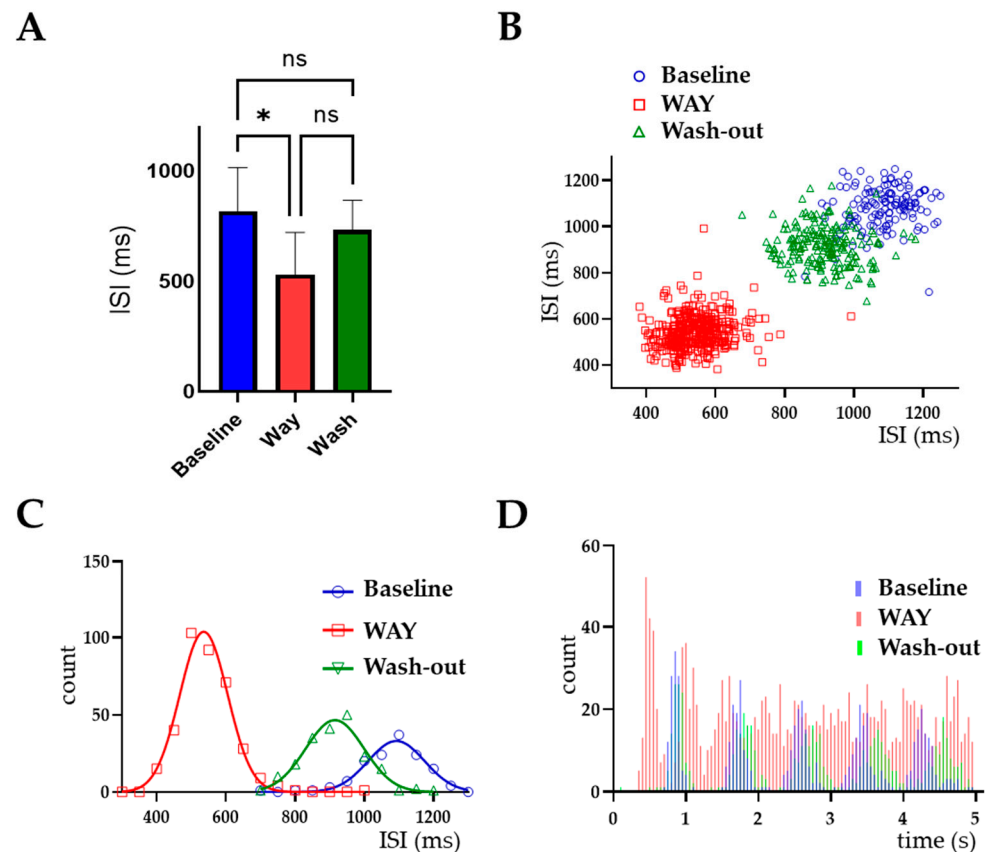 A
ns
*
ns
1000
500
0
ISI (ms)
Baseline
Way
Wash
B
Baseline
WAY
Wash-out
1200
1000
800
600
400
ISI (ms)
400 600 800 1000 1200
ISI (ms)
C
150
100
50
0
count
Baseline
WAY
Wash-out
400 600 800 1000 1200
ISI (ms)
D
60
40
20
0
count
Baseline
WAY
Wash-out
0 1 2 3 4 5
time (s)